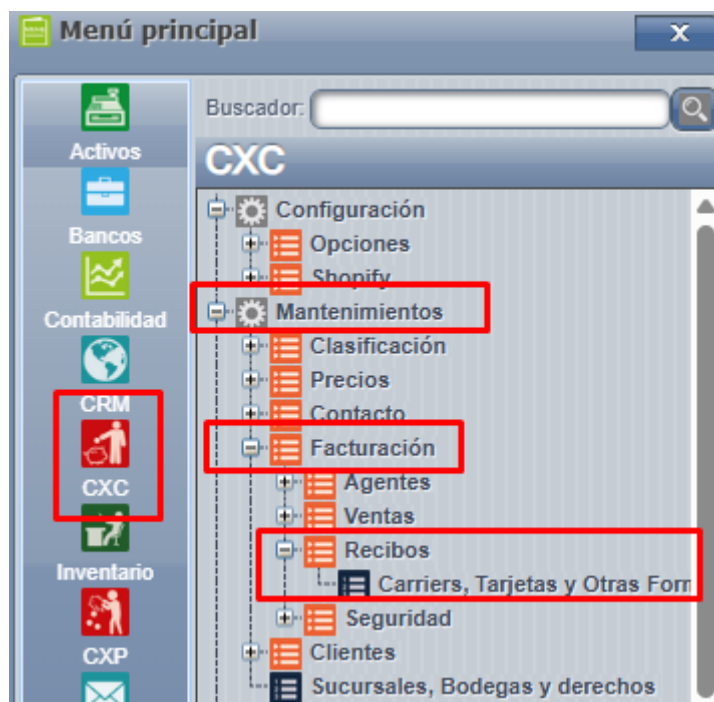 Menú principal
x
Activos
Bancos
Contabilidad
CRM
CXC
Inventario
CXP
Buscador:
CXC
Configuración
Opciones
Shopify
Mantenimientos
Clasificación
Precios
Contacto
Facturación
Agentes
Ventas
Recibos
Carriers, Tarjetas y Otras Form
Seguridad
Clientes
Sucursales, Bodegas y derechos